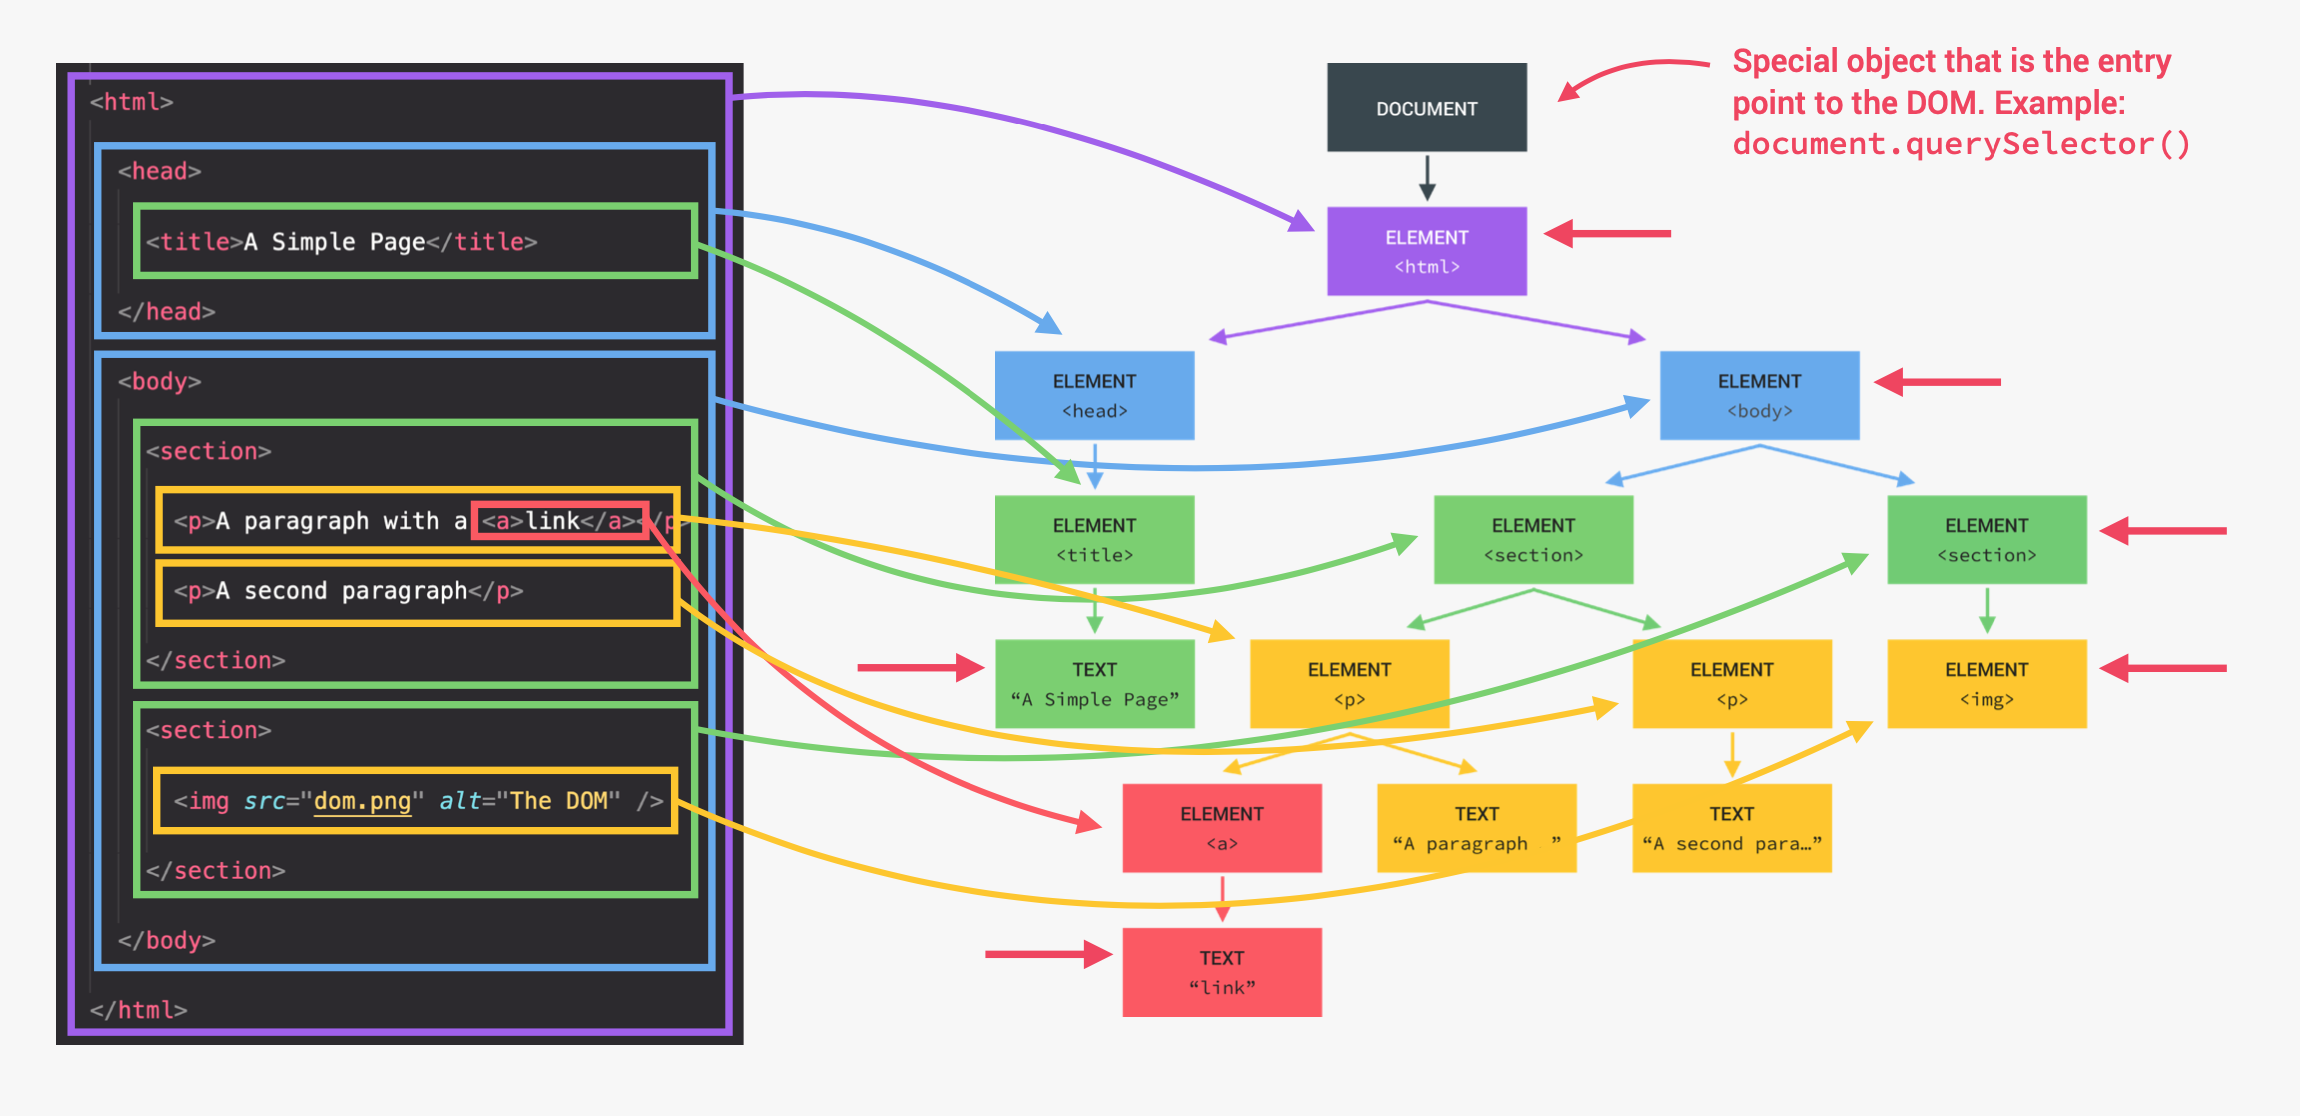 <html>
<head>
<title>A Simple Page</title>
</head>
<body>
<section>
<p>A paragraph with a <a>link</a></p>
<p>A second paragraph</p>
</section>
<section>
<img src="dom.png" alt="The DOM" />
</section>
</body>
</html>
Special object that is the entry
point to the DOM. Example:
document.querySelector()
DOCUMENT
ELEMENT
<html>
ELEMENT
<head>
ELEMENT
<body>
ELEMENT
<title>
ELEMENT
<section>
ELEMENT
<section>
TEXT
“A Simple Page”
ELEMENT
<p>
ELEMENT
<p>
ELEMENT
<img>
ELEMENT
<a>
TEXT
“A paragraph ”
TEXT
“A second para…”
TEXT
“link”